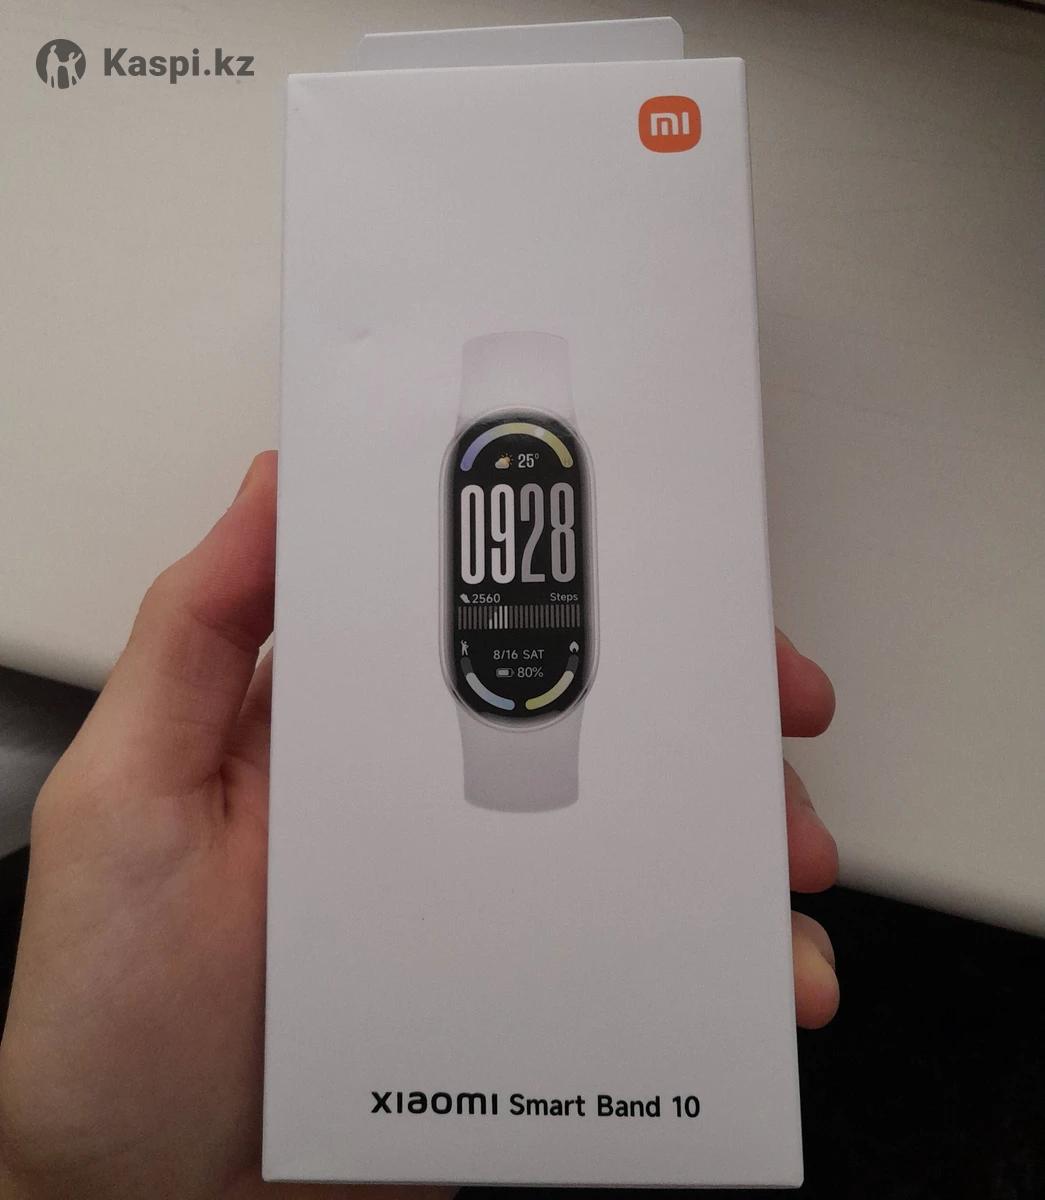 Kaspi.kz
mi
25°
0928
2560 Steps
8/16 SAT
80%
xiaomi Smart Band 10